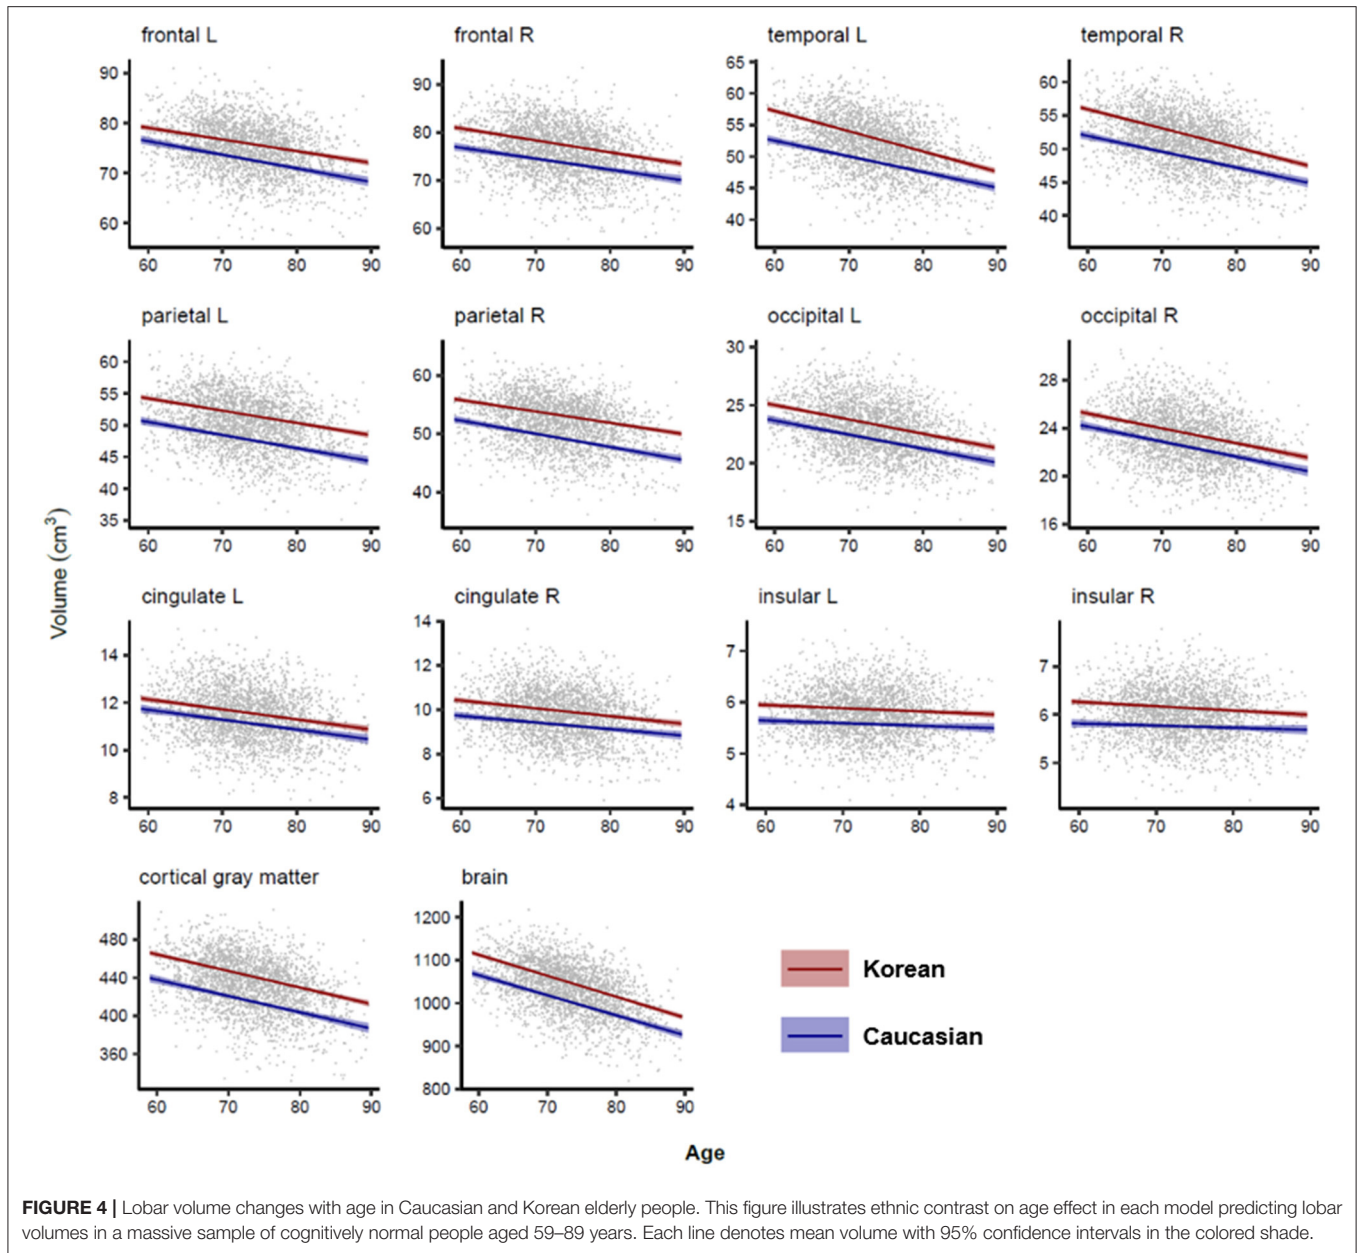 frontal L
frontal R
temporal L
temporal R
90
80
70
60
60 70 80 90
90
80
70
60
60 70 80 90
65
60
55
50
45
40
60 70 80 90
60
55
50
45
40
60 70 80 90
parietal L
parietal R
occipital L
occipital R
60
55
50
45
40
35
60 70 80 90
60
50
40
60 70 80 90
30
25
20
15
60 70 80 90
28
24
20
16
60 70 80 90
Volume (cm³)
cingulate L
cingulate R
insular L
insular R
14
12
10
8
60 70 80 90
14
12
10
8
6
60 70 80 90
7
6
5
4
60 70 80 90
7
6
5
60 70 80 90
cortical gray matter
brain
480
440
400
360
60 70 80 90
1200
1100
1000
900
800
60 70 80 90
Korean
Caucasian
Age
FIGURE 4 | Lobar volume changes with age in Caucasian and Korean elderly people. This figure illustrates ethnic contrast on age effect in each model predicting lobar
volumes in a massive sample of cognitively normal people aged 59–89 years. Each line denotes mean volume with 95% confidence intervals in the colored shade.